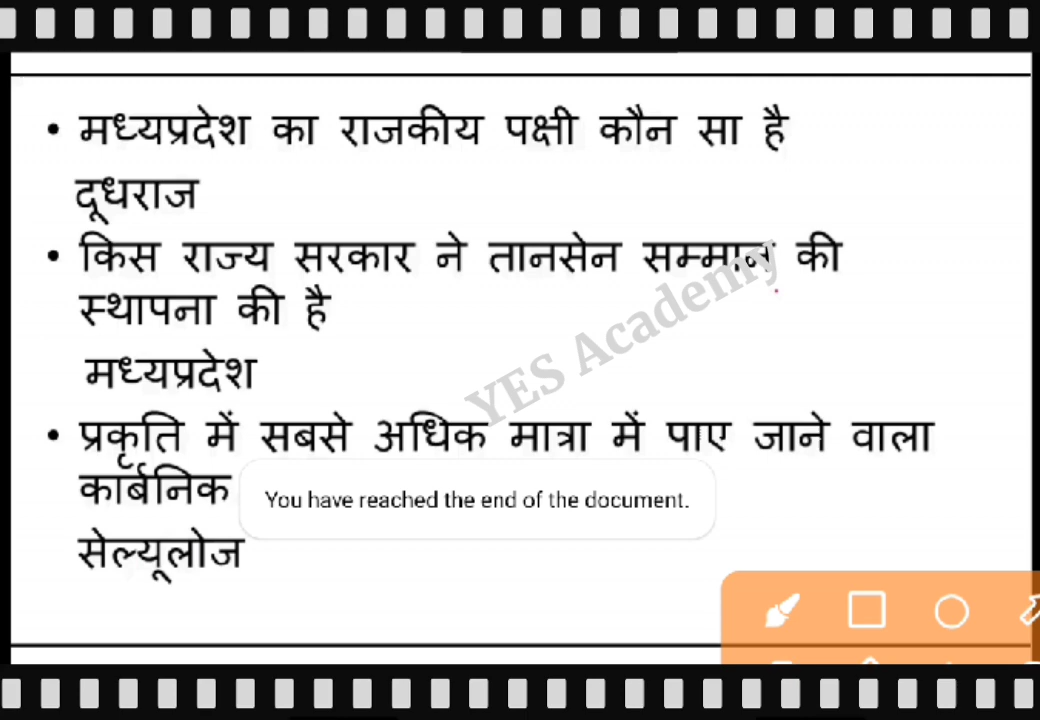 • मध्यप्रदेश का राजकीय पक्षी कौन सा है
दूधराज
• किस राज्य सरकार ने तानसेन सम्मान की
स्थापना की है
मध्यप्रदेश
• प्रकृति में सबसे अधिक मात्रा में पाए जाने वाला
कार्बनिक
You have reached the end of the document.
सेल्यूलोज
YES Academy